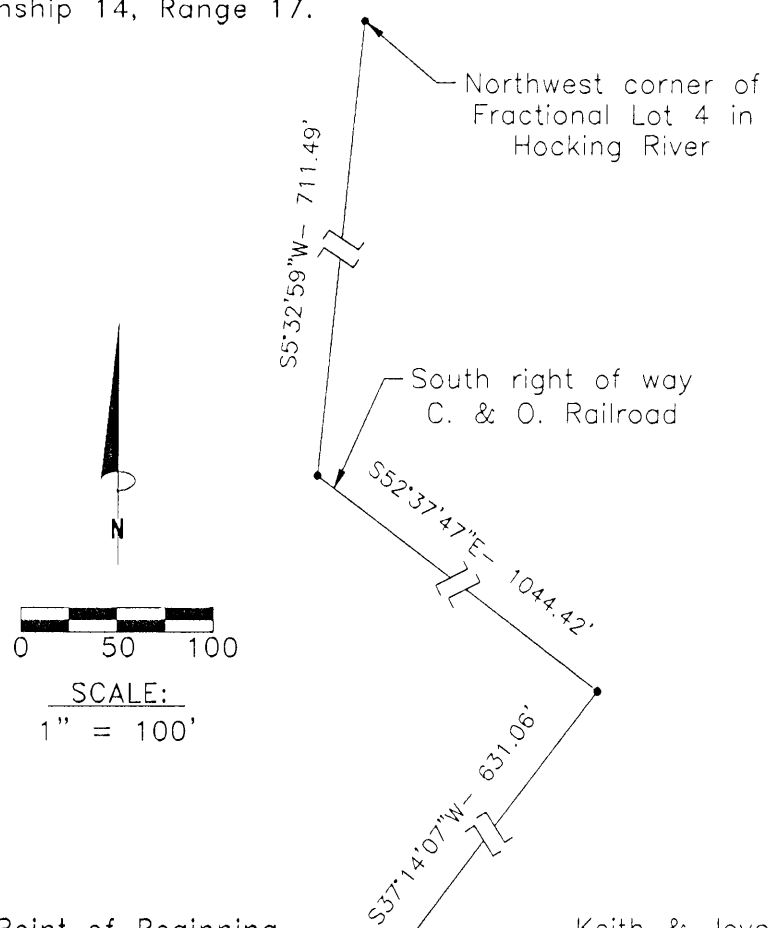 nship 14, Range 17.
Northwest corner of
Fractional Lot 4 in
Hocking River
S5°32'59"W- 711.49'
South right of way
C. & O. Railroad
S52°37'47"E- 1044.42'
N
0 50 100
SCALE:
1" = 100'
S37°14'07"W- 631.06'
Point of Beginning
Keith &